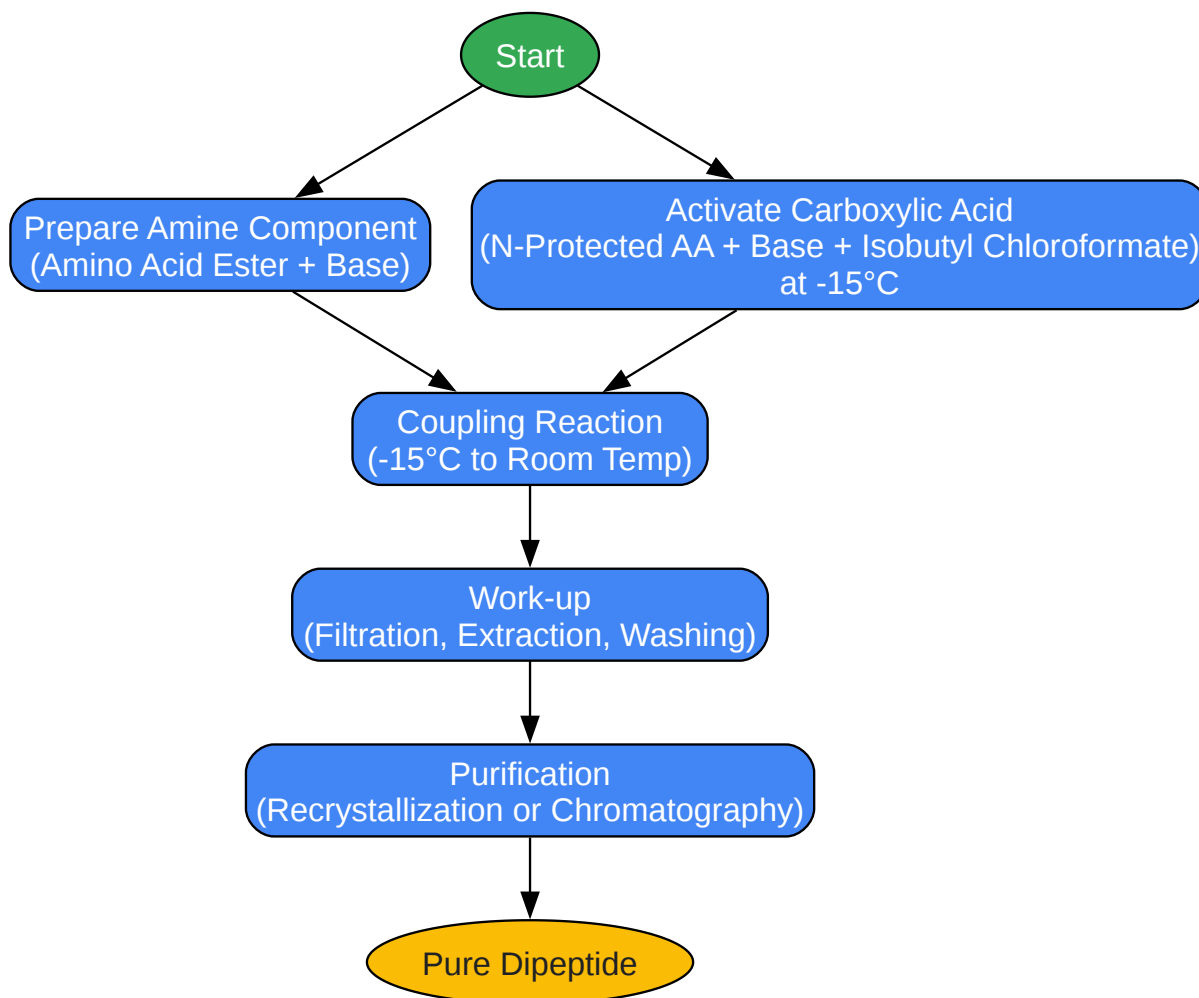 Start
Prepare Amine Component
(Amino Acid Ester + Base)
Activate Carboxylic Acid
(N-Protected AA + Base + Isobutyl Chloroformate)
at -15°C
Coupling Reaction
(-15°C to Room Temp)
Work-up
(Filtration, Extraction, Washing)
Purification
(Recrystallization or Chromatography)
Pure Dipeptide